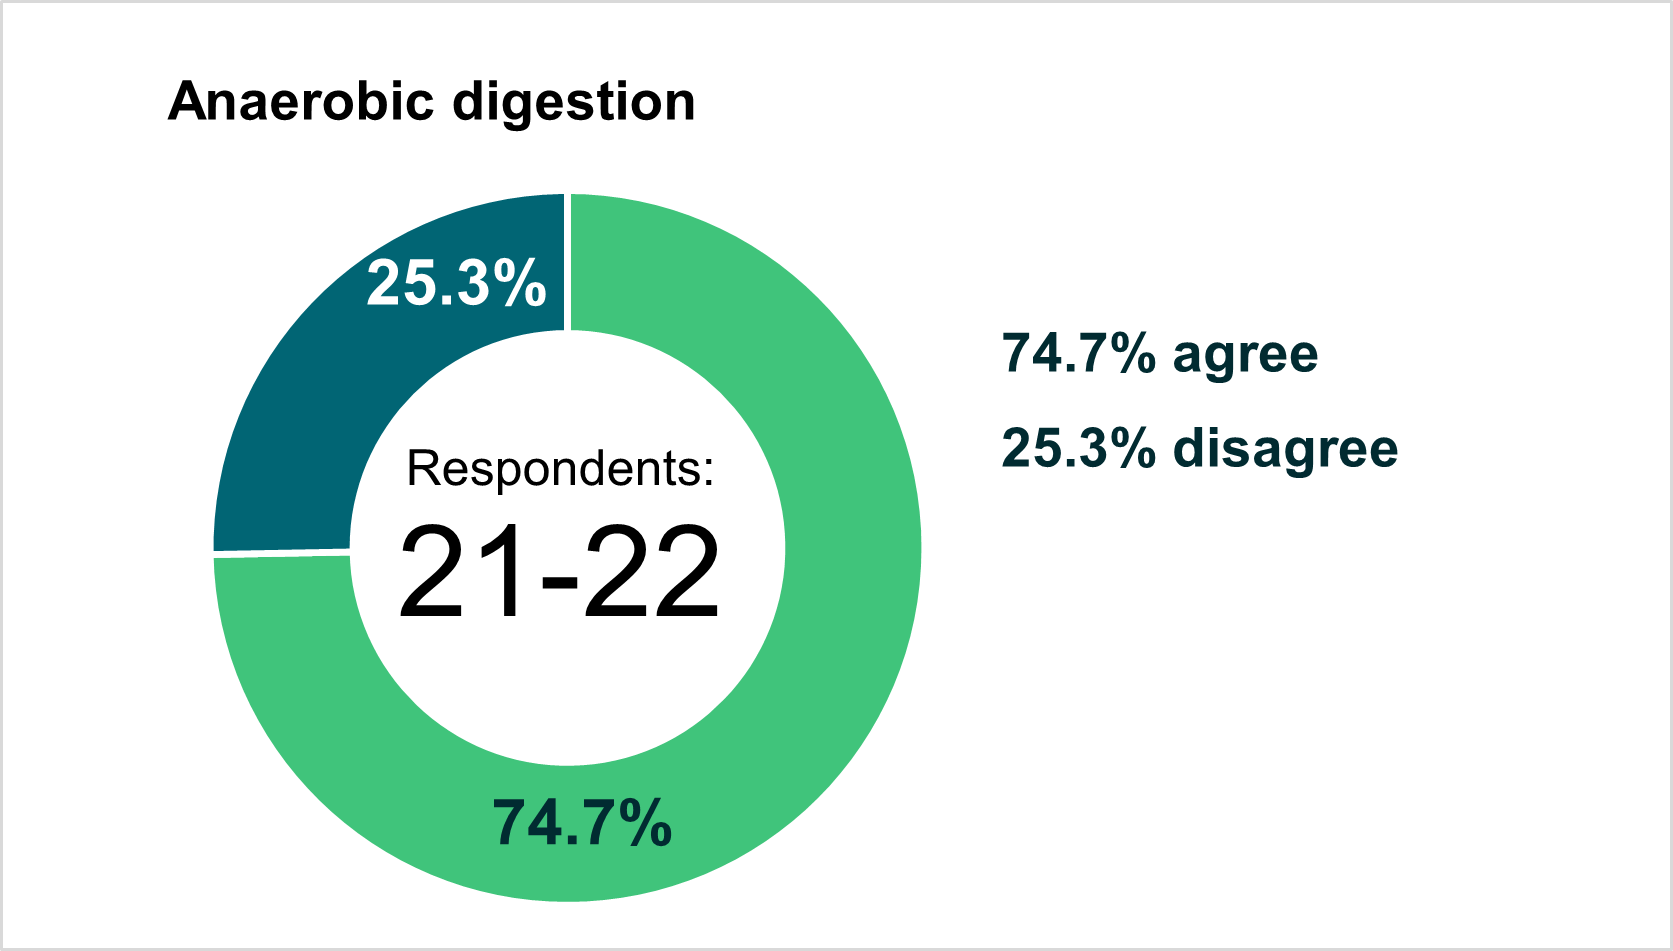 Anaerobic digestion
25.3%
74.7% agree
25.3% disagree
Respondents:
21-22
74.7%